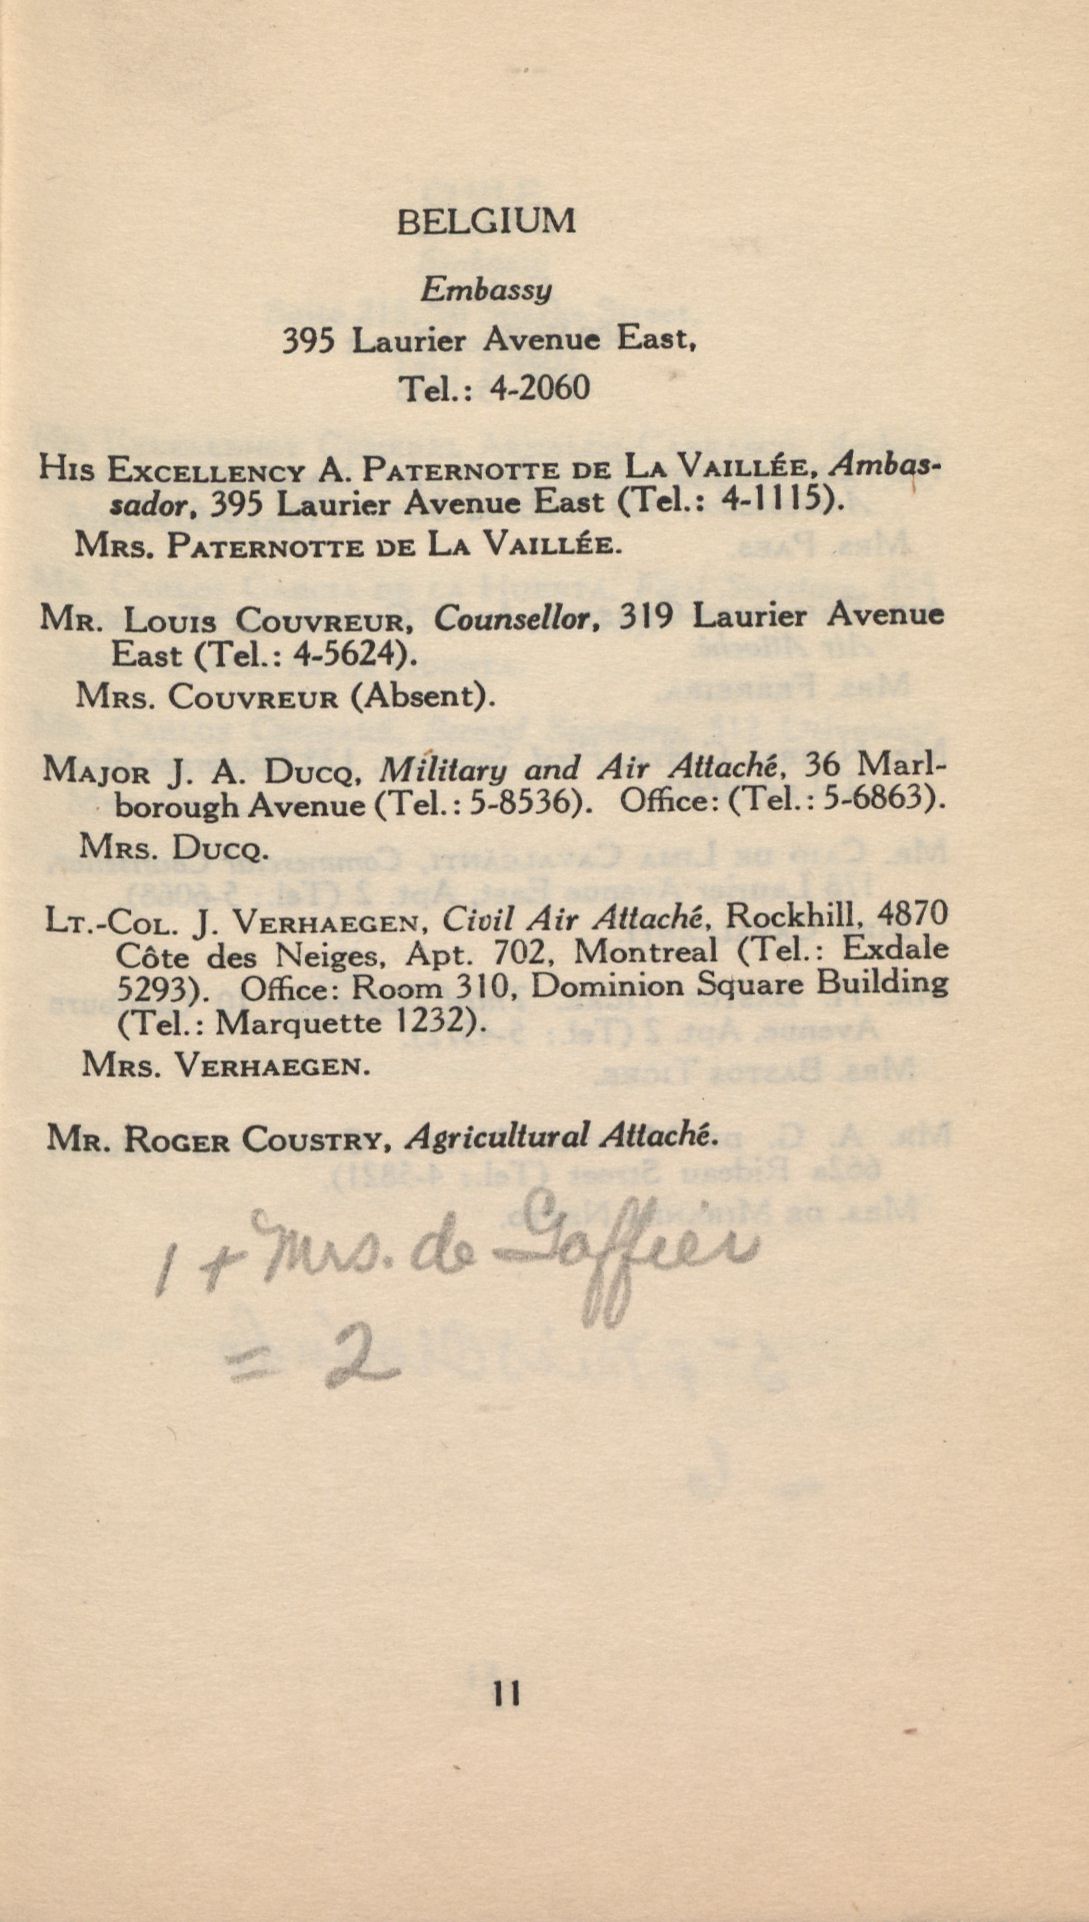 BELGIUM
Embassy
395 Laurier Avenue East,
Tel.: 4-2060
HIS EXCELLENCY A. PATERNOTTE DE LA VAILLÉE, Ambas-
sador, 395 Laurier Avenue East (Tel.: 4-1115).
MRS. PATERNOTTE DE LA VAILLÉE.
MR. LOUIS COUVREUR, Counsellor, 319 Laurier Avenue
East (Tel.: 4-5624).
MRS. COUVREUR (Absent).
MAJOR J. A. DUCQ, Military and Air Attaché, 36 Marl-
borough Avenue (Tel.: 5-8536). Office: (Tel.: 5-6863).
MRS. DUCQ.
LT.-COL. J. VERHAEGEN, Civil Air Attaché, Rockhill, 4870
Côte des Neiges, Apt. 702, Montreal (Tel.: Exdale
5293). Office: Room 310, Dominion Square Building
(Tel.: Marquette 1232).
MRS. VERHAEGEN.
MR. ROGER COUSTRY, Agricultural Attaché.
1 + Mrs. de Gaffier
= 2
11